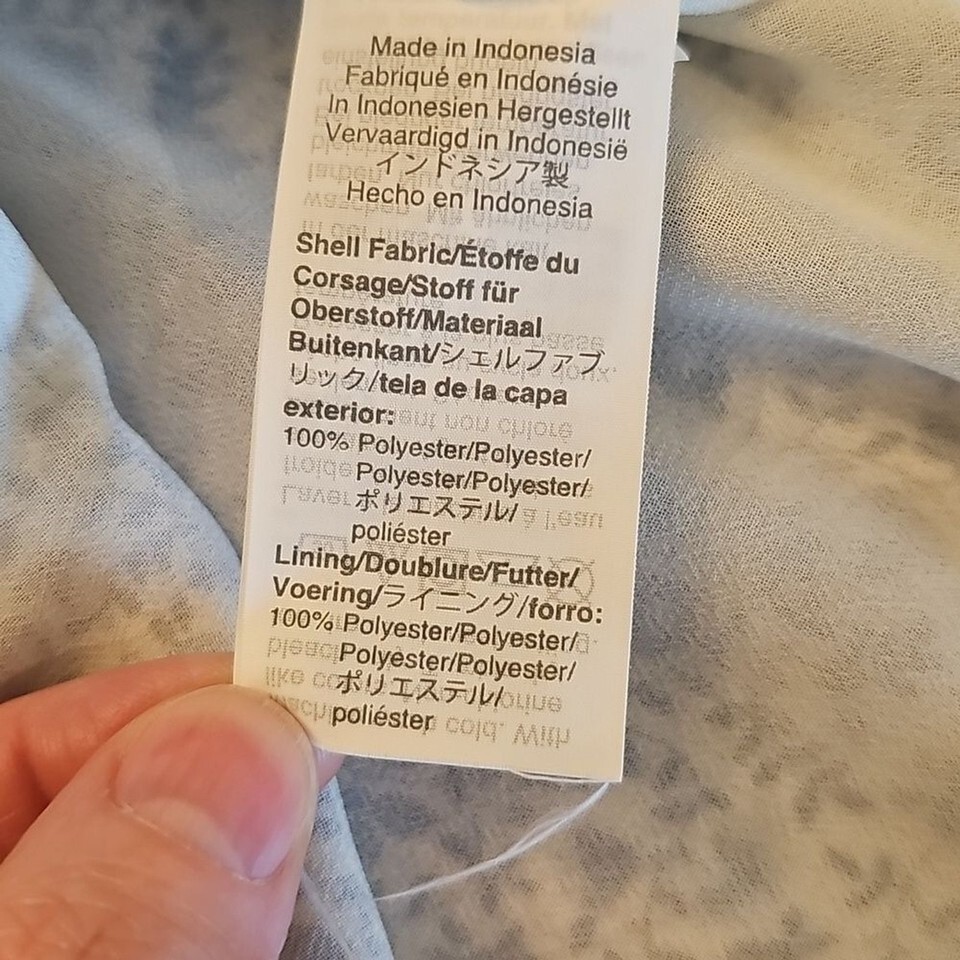 Made in Indonesia
Fabriqué en Indonésie
In Indonesien Hergestellt
Vervaardigd in Indonesië
インドネシア製
Hecho en Indonesia
Shell Fabric/Étoffe du
Corsage/Stoff für
Oberstoff/Materiaal
Buitenkant/シェルファブ
リック/tela de la capa
exterior:
100% Polyester/Polyester/
Polyester/Polyester/
ポリエステル/
poliéster
Lining/Doublure/Futter/
Voering/ライニング/forro:
100% Polyester/Polyester/
Polyester/Polyester/
ポリエステル/
poliéster